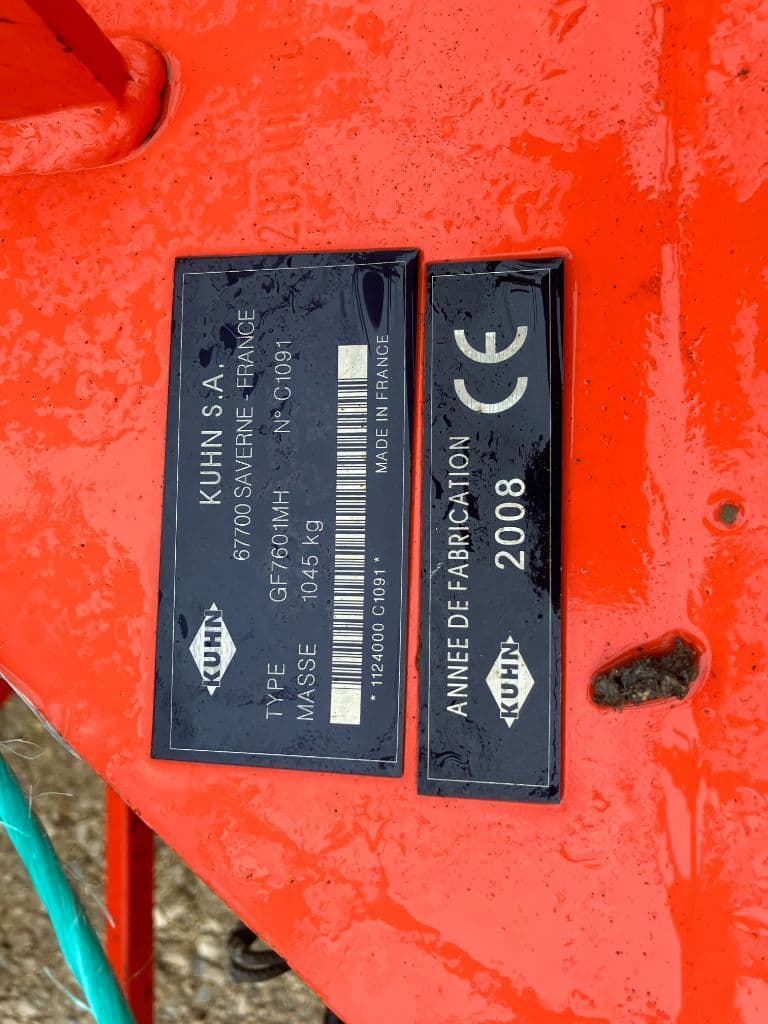 KUHN
KUHN S.A.
67700 SAVERNE - FRANCE
TYPE GF7601MH N° C1091
MASSE 1045 kg
* 1124000 C1091 *
MADE IN FRANCE
ANNEE DE FABRICATION
KUHN 2008 CE